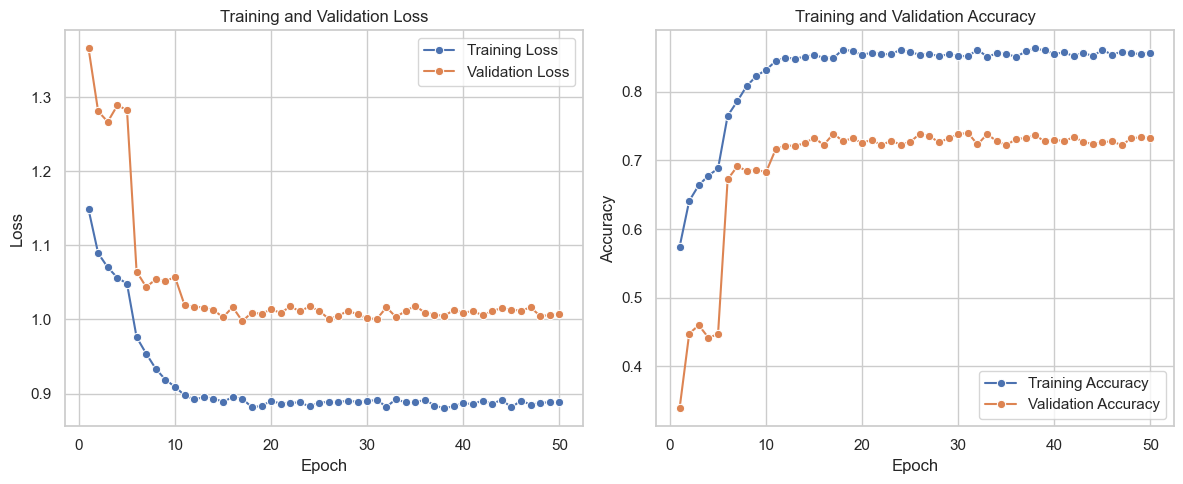 Training and Validation Loss
Training Loss
Validation Loss
1.3
1.2
1.1
1.0
0.9
Loss
0
10
20
30
40
50
Epoch
Training and Validation Accuracy
0.8
0.7
0.6
0.5
0.4
Accuracy
Training Accuracy
Validation Accuracy
0
10
20
30
40
50
Epoch